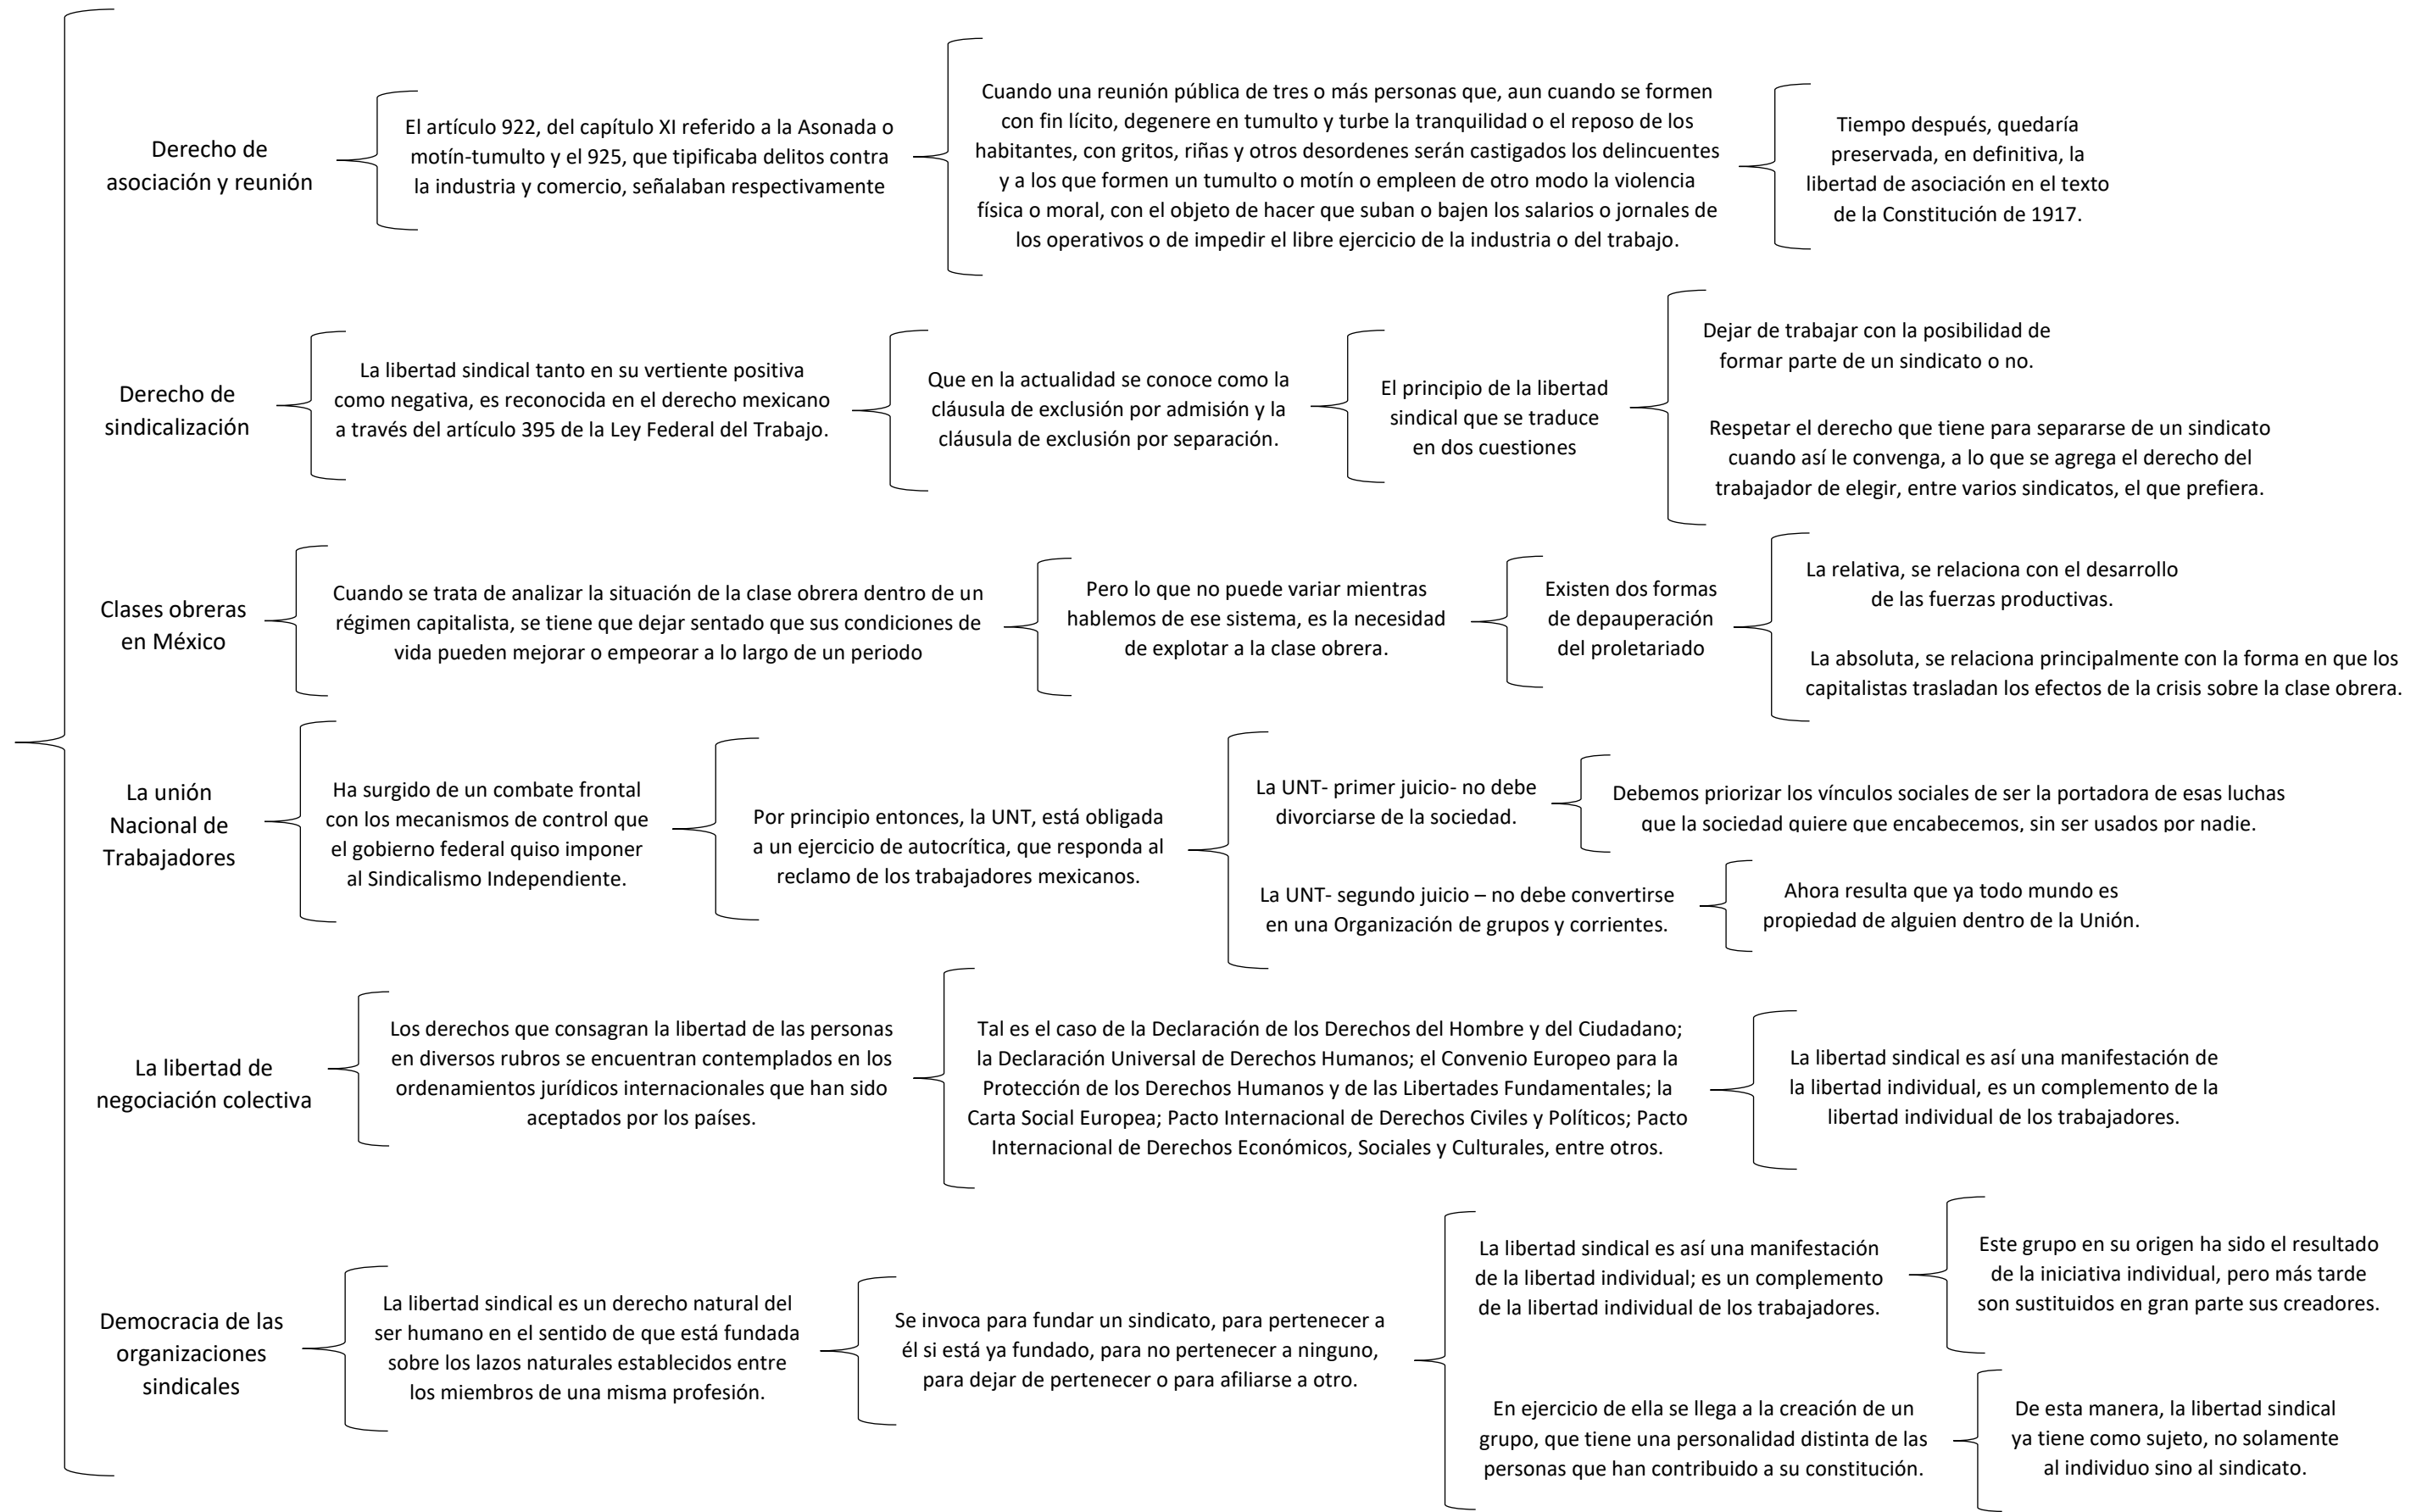 Derecho de
asociación y reunión
El artículo 922, del capítulo XI referido a la Asonada o
motín-tumulto y el 925, que tipificaba delitos contra
la industria y comercio, señalaban respectivamente
Cuando una reunión pública de tres o más personas que, aun cuando se formen
con fin lícito, degenere en tumulto y turbe la tranquilidad o el reposo de los
habitantes, con gritos, riñas y otros desordenes serán castigados los delincuentes
y a los que formen un tumulto o motín o empleen de otro modo la violencia
física o moral, con el objeto de hacer que suban o bajen los salarios o jornales de
los operativos o de impedir el libre ejercicio de la industria o del trabajo.
Tiempo después, quedaría
preservada, en definitiva, la
libertad de asociación en el texto
de la Constitución de 1917.
Derecho de
sindicalización
La libertad sindical tanto en su vertiente positiva
como negativa, es reconocida en el derecho mexicano
a través del artículo 395 de la Ley Federal del Trabajo.
Que en la actualidad se conoce como la
cláusula de exclusión por admisión y la
cláusula de exclusión por separación.
El principio de la libertad
sindical que se traduce
en dos cuestiones
Dejar de trabajar con la posibilidad de
formar parte de un sindicato o no.
Respetar el derecho que tiene para separarse de un sindicato
cuando así le convenga, a lo que se agrega el derecho del
trabajador de elegir, entre varios sindicatos, el que prefiera.
Clases obreras
en México
Cuando se trata de analizar la situación de la clase obrera dentro de un
régimen capitalista, se tiene que dejar sentado que sus condiciones de
vida pueden mejorar o empeorar a lo largo de un periodo
Pero lo que no puede variar mientras
hablemos de ese sistema, es la necesidad
de explotar a la clase obrera.
Existen dos formas
de depauperación
del proletariado
La relativa, se relaciona con el desarrollo
de las fuerzas productivas.
La absoluta, se relaciona principalmente con la forma en que los
capitalistas trasladan los efectos de la crisis sobre la clase obrera.
La unión
Nacional de
Trabajadores
Ha surgido de un combate frontal
con los mecanismos de control que
el gobierno federal quiso imponer
al Sindicalismo Independiente.
Por principio entonces, la UNT, está obligada
a un ejercicio de autocrítica, que responda al
reclamo de los trabajadores mexicanos.
La UNT- primer juicio- no debe
divorciarse de la sociedad.
Debemos priorizar los vínculos sociales de ser la portadora de esas luchas
que la sociedad quiere que encabecemos, sin ser usados por nadie.
La UNT- segundo juicio – no debe convertirse
en una Organización de grupos y corrientes.
Ahora resulta que ya todo mundo es
propiedad de alguien dentro de la Unión.
La libertad de
negociación colectiva
Los derechos que consagran la libertad de las personas
en diversos rubros se encuentran contemplados en los
ordenamientos jurídicos internacionales que han sido
aceptados por los países.
Tal es el caso de la Declaración de los Derechos del Hombre y del Ciudadano;
la Declaración Universal de Derechos Humanos; el Convenio Europeo para la
Protección de los Derechos Humanos y de las Libertades Fundamentales; la
Carta Social Europea; Pacto Internacional de Derechos Civiles y Políticos; Pacto
Internacional de Derechos Económicos, Sociales y Culturales, entre otros.
La libertad sindical es así una manifestación de
la libertad individual, es un complemento de la
libertad individual de los trabajadores.
Democracia de las
organizaciones
sindicales
La libertad sindical es un derecho natural del
ser humano en el sentido de que está fundada
sobre los lazos naturales establecidos entre
los miembros de una misma profesión.
Se invoca para fundar un sindicato, para pertenecer a
él si está ya fundado, para no pertenecer a ninguno,
para dejar de pertenecer o para afiliarse a otro.
La libertad sindical es así una manifestación
de la libertad individual; es un complemento
de la libertad individual de los trabajadores.
Este grupo en su origen ha sido el resultado
de la iniciativa individual, pero más tarde
son sustituidos en gran parte sus creadores.
En ejercicio de ella se llega a la creación de un
grupo, que tiene una personalidad distinta de las
personas que han contribuido a su constitución.
De esta manera, la libertad sindical
ya tiene como sujeto, no solamente
al individuo sino al sindicato.